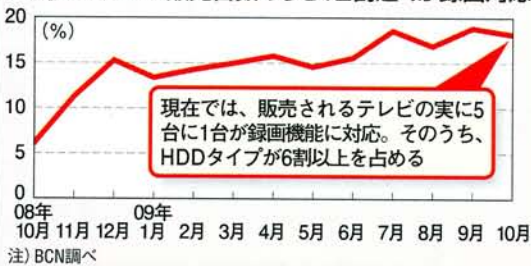 20
(%)
15
10
5
0
現在では、販売されるテレビの実に5
台に1台が録画機能に対応。そのうち、
HDDタイプが6割以上を占める
08年 09年
10月 11月 12月 1月 2月 3月 4月 5月 6月 7月 8月 9月 10月
注）BCN調べ